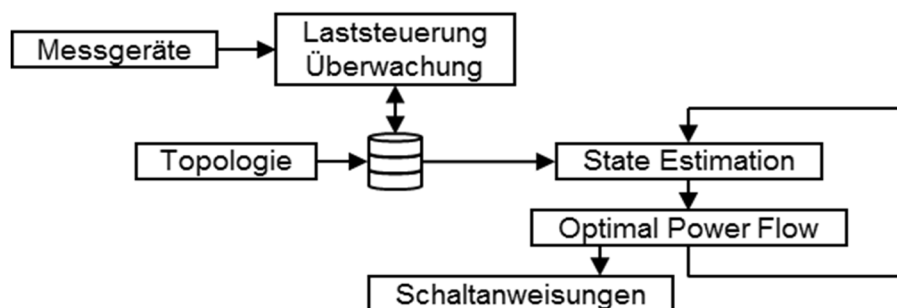 Messgeräte
Laststeuerung
Überwachung
Topologie
State Estimation
Optimal Power Flow
Schaltanweisungen